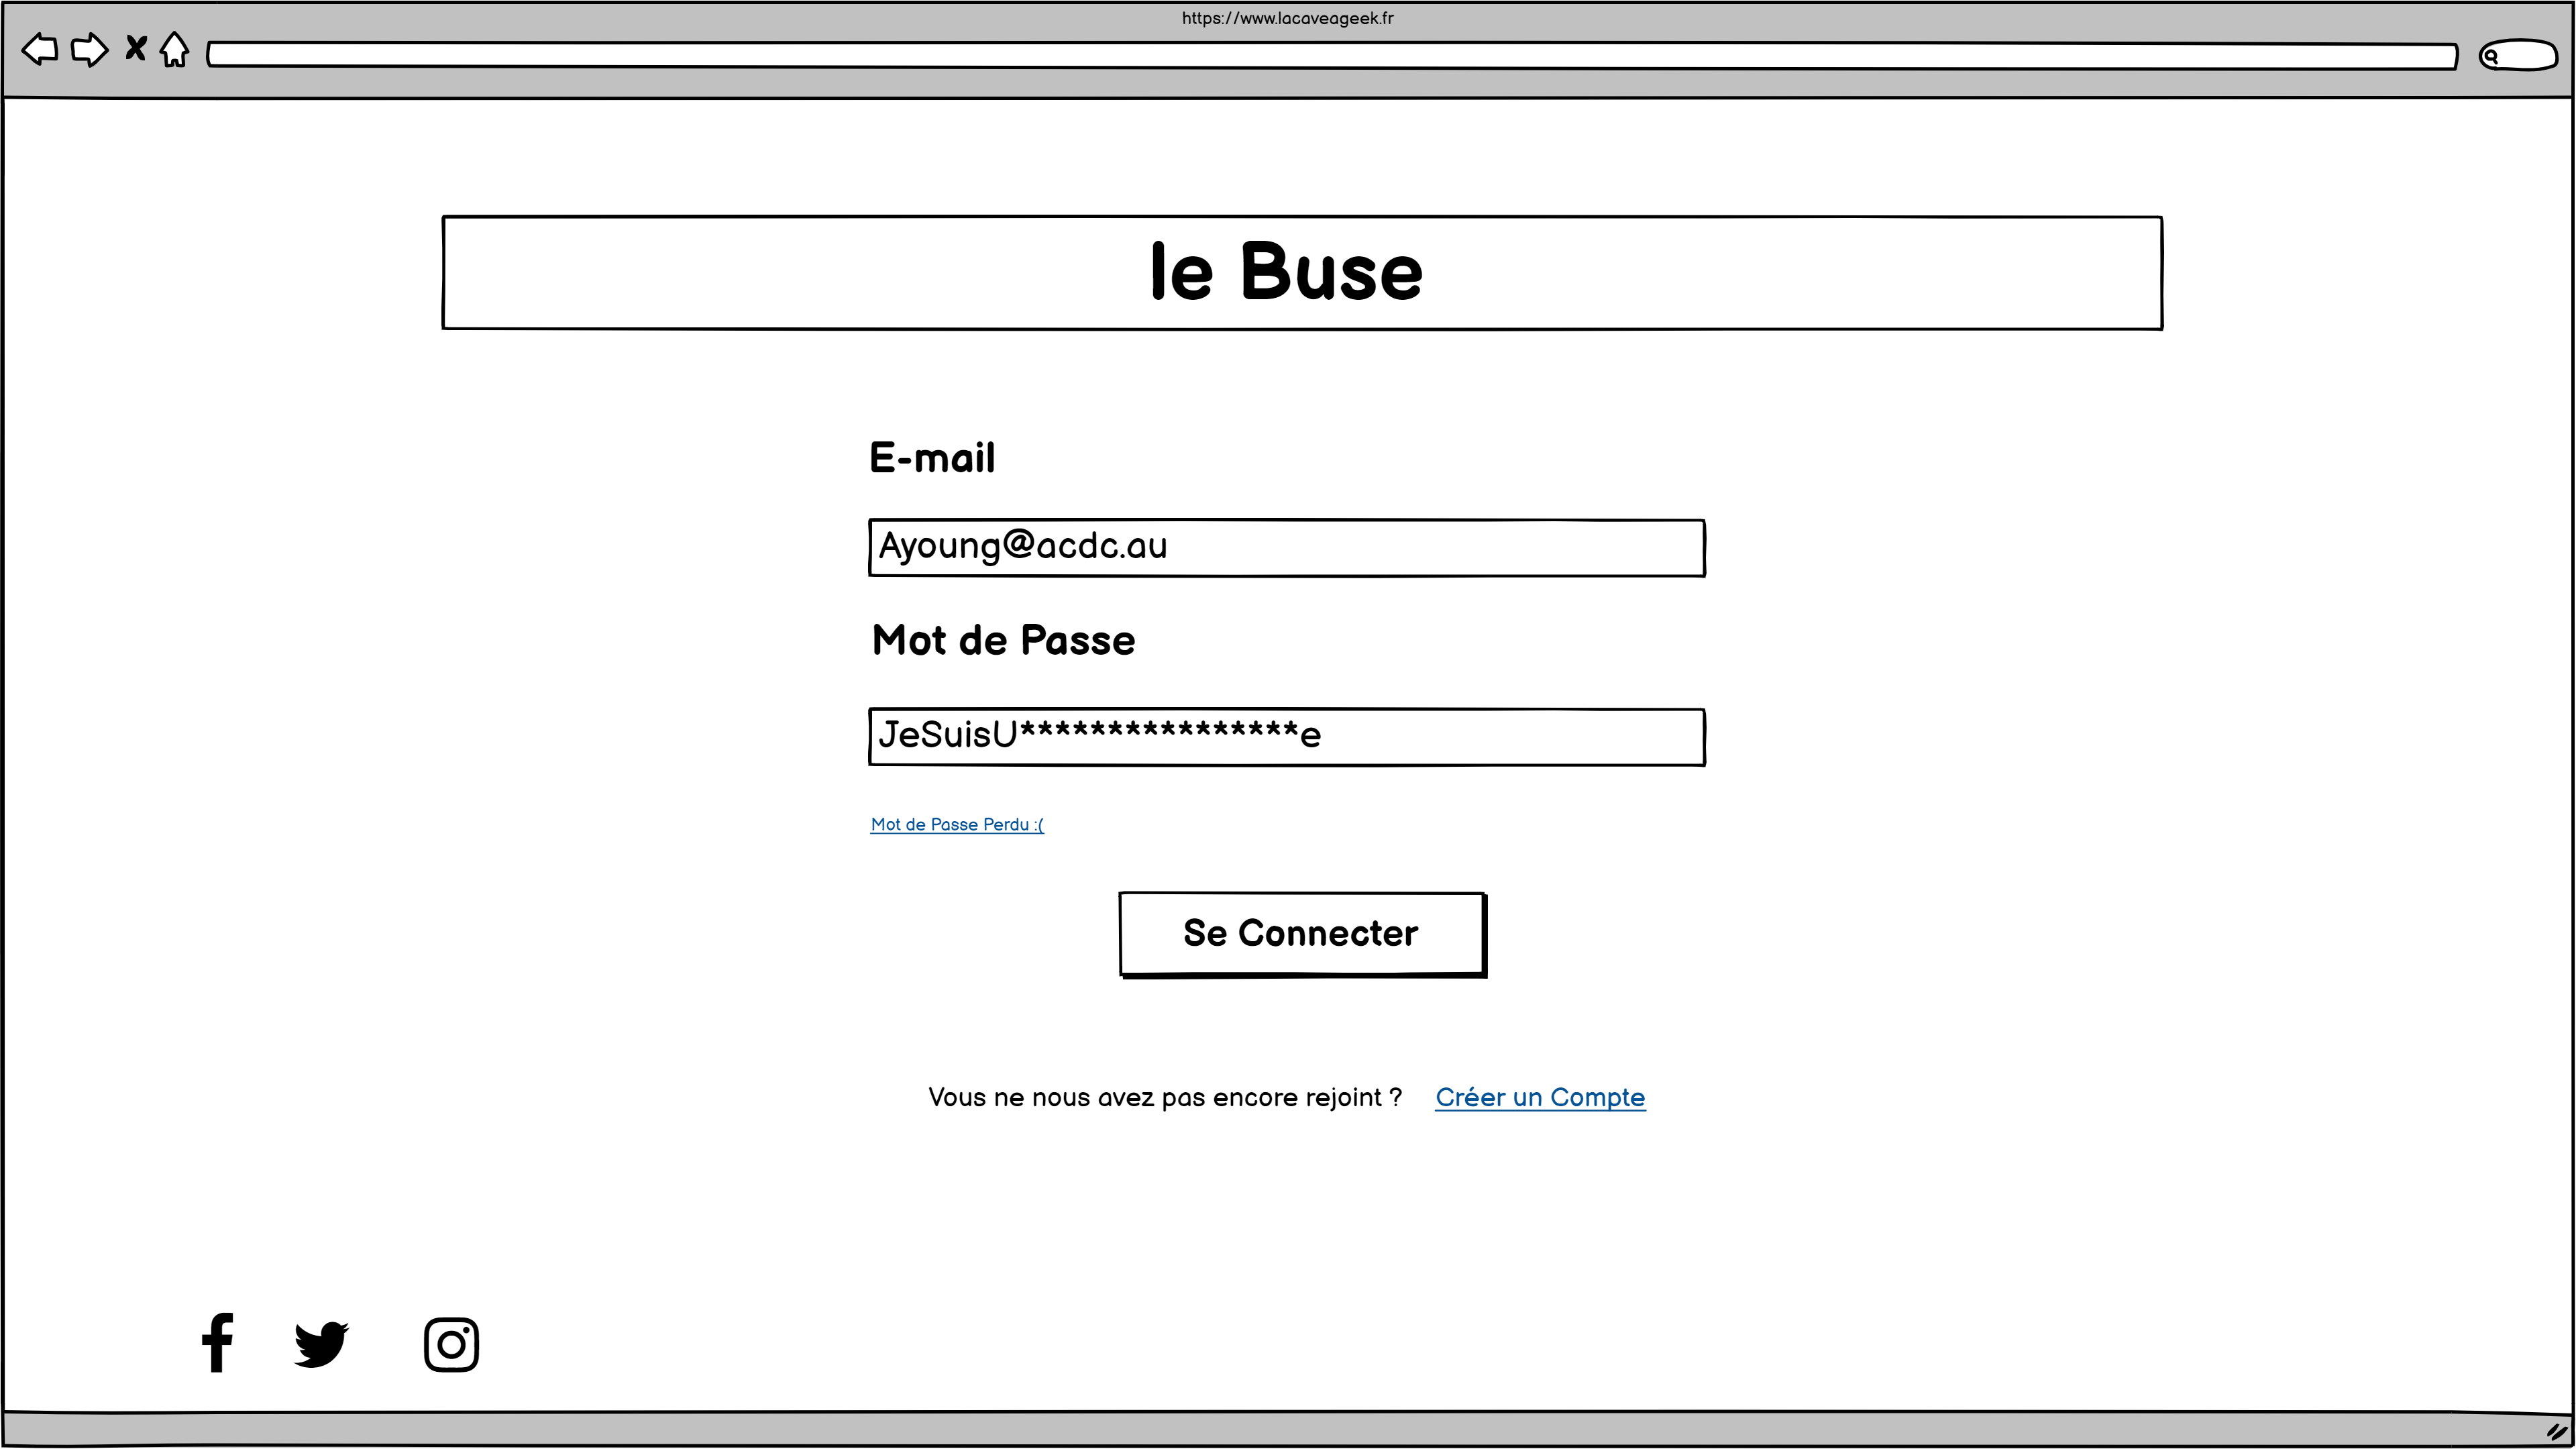 https://www.lacaveageek.fr
le Buse
E-mail
Ayoung@acdc.au
Mot de Passe
JeSuisU****************e
Mot de Passe Perdu :(
Se Connecter
Vous ne nous avez pas encore rejoint ? Créer un Compte